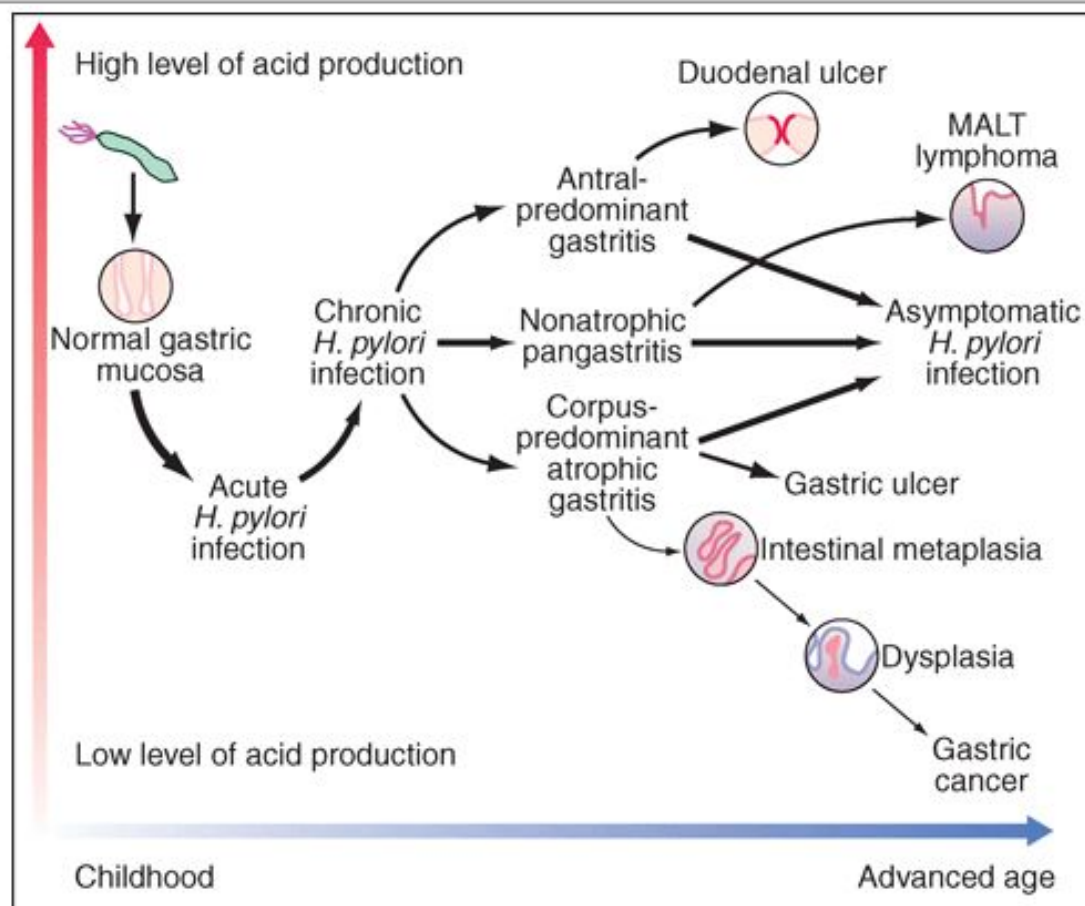 High level of acid production
Duodenal ulcer
MALT
lymphoma
Antral-
predominant
gastritis
Normal gastric
mucosa
Chronic
H. pylori
infection
Nonatrophic
pangastritis
Asymptomatic
H. pylori
infection
Corpus-
predominant
atrophic
gastritis
Acute
H. pylori
infection
Gastric ulcer
Intestinal metaplasia
Dysplasia
Gastric
cancer
Low level of acid production
Childhood
Advanced age